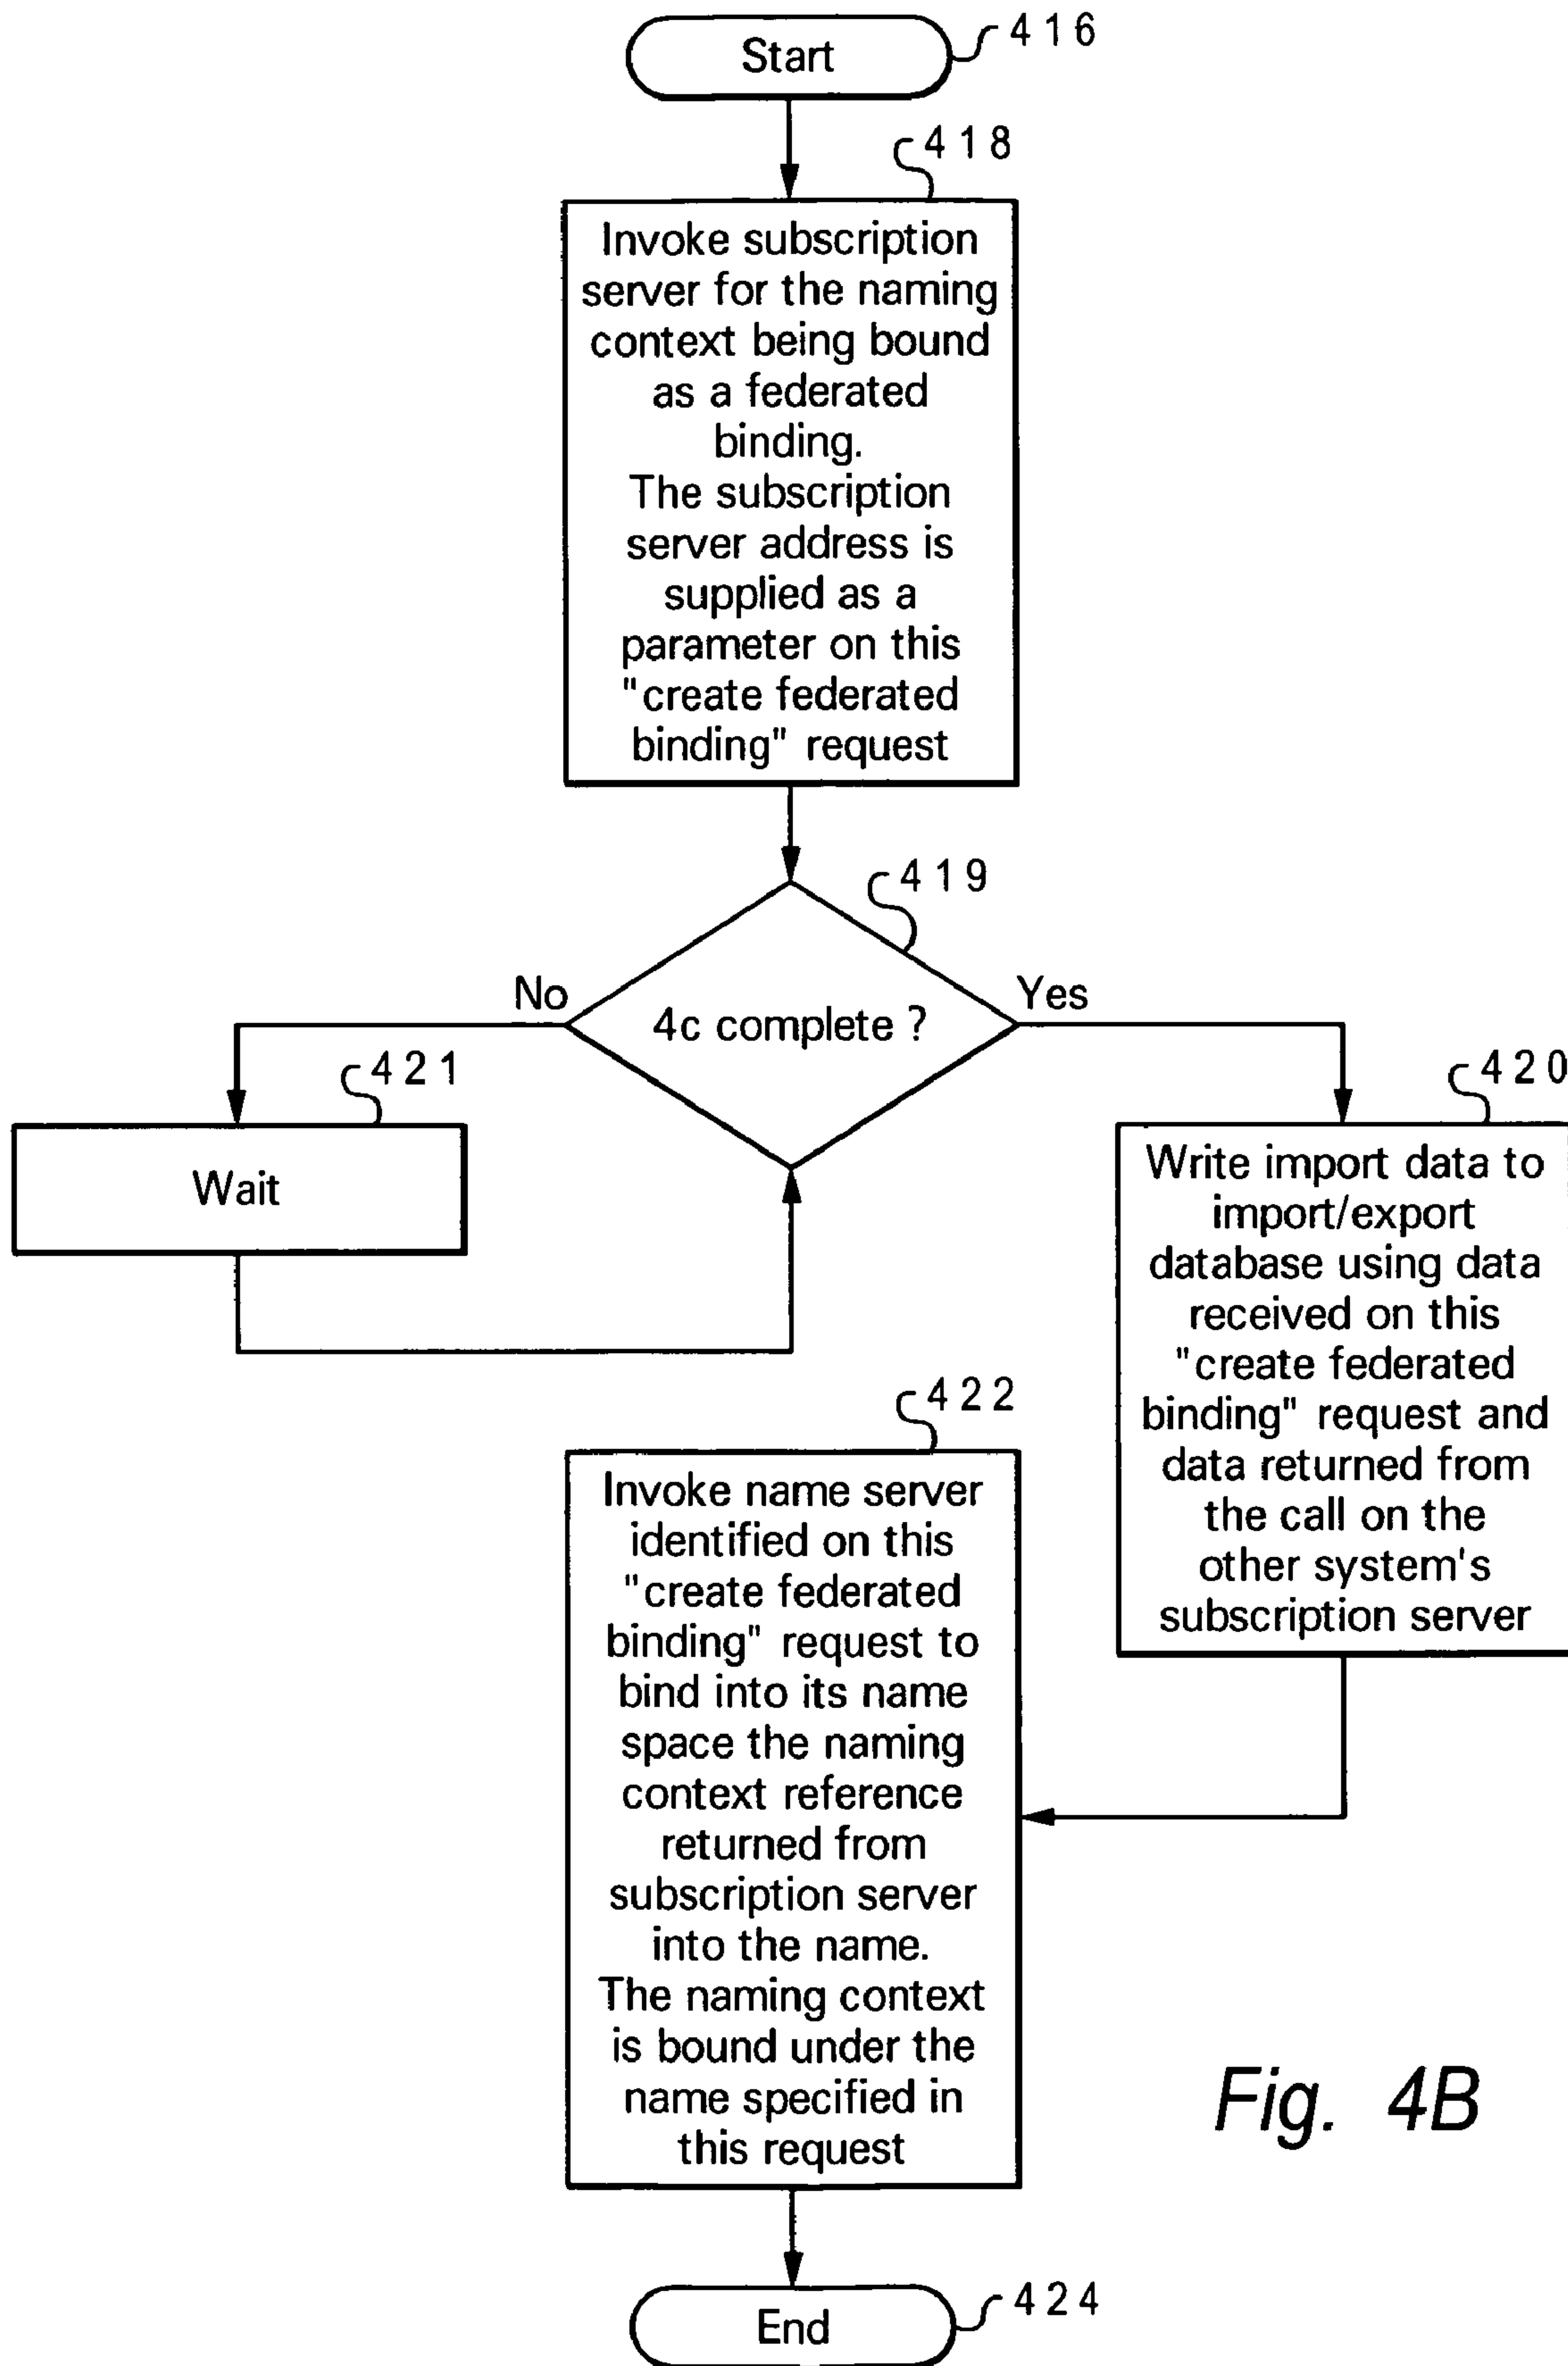 Start
416
418
Invoke subscription
server for the naming
context being bound
as a federated
binding.
The subscription
server address is
supplied as a
parameter on this
"create federated
binding" request
419
No
4c complete ?
Yes
421
Wait
420
Write import data to
import/export
database using data
received on this
"create federated
binding" request and
data returned from
the call on the
other system's
subscription server
422
Invoke name server
identified on this
"create federated
binding" request to
bind into its name
space the naming
context reference
returned from
subscription server
into the name.
The naming context
is bound under the
name specified in
this request
Fig. 4B
End
424